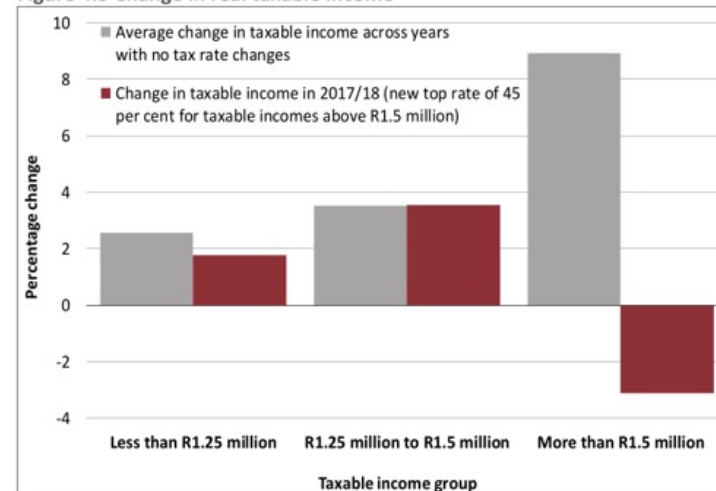 10
8
6
4
2
0
-2
-4
Percentage change
Average change in taxable income across years
with no tax rate changes
Change in taxable income in 2017/18 (new top rate of 45
per cent for taxable incomes above R1.5 million)
Less than R1.25 million
R1.25 million to R1.5 million
More than R1.5 million
Taxable income group